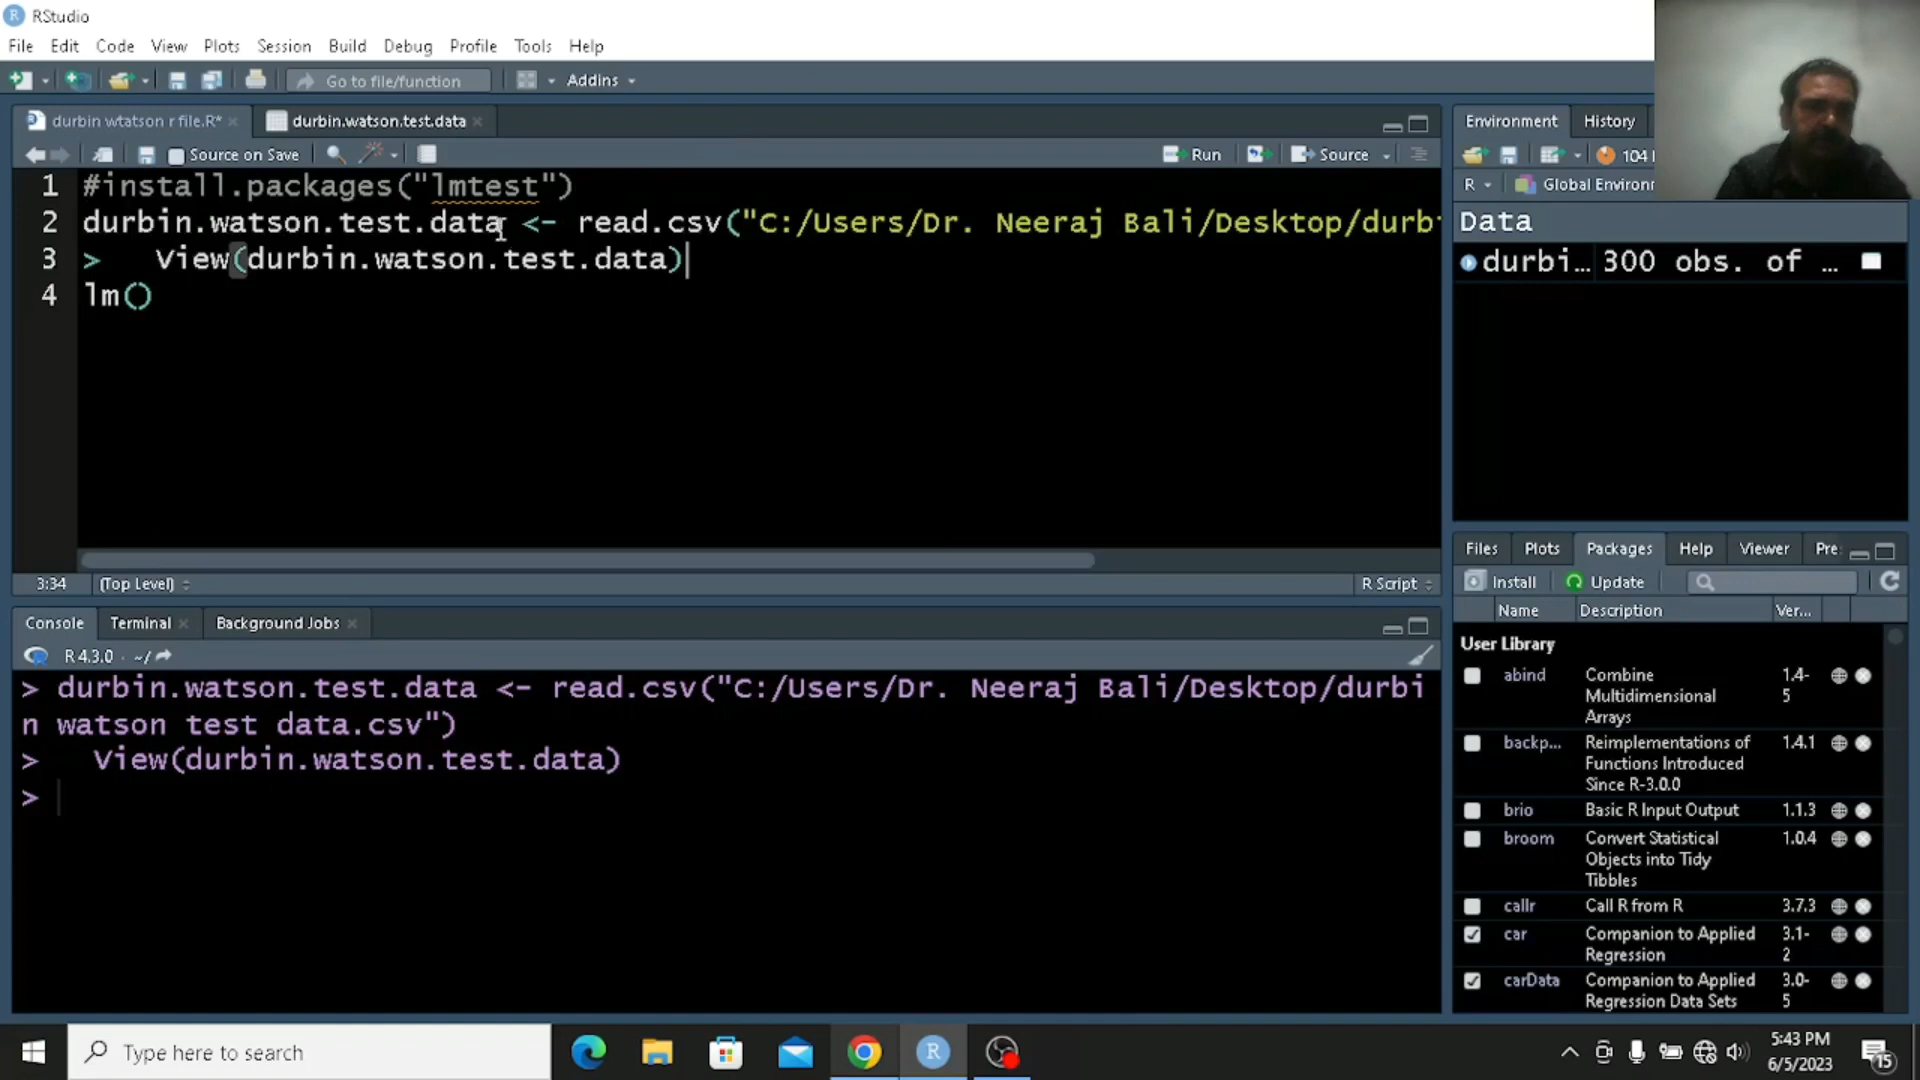 RStudio
File Edit Code View Plots Session Build Debug Profile Tools Help
Go to file/function Addins
durbin wtatson r file.R* durbin.watson.test.data
Source on Save Run Source
1 #install.packages("lmtest")
2 durbin.watson.test.data <- read.csv("C:/Users/Dr. Neeraj Bali/Desktop/durbi
3 > View(durbin.watson.test.data)
4 lm()
3:34 (Top Level) R Script
Console Terminal Background Jobs
R 4.3.0 · ~/
> durbin.watson.test.data <- read.csv("C:/Users/Dr. Neeraj Bali/Desktop/durbi
n watson test data.csv")
> View(durbin.watson.test.data)
>
Environment History
104
R Global Environ
Data
durbi… 300 obs. of …
Files Plots Packages Help Viewer Pre
Install Update
Name Description Ver...
User Library
abind Combine Multidimensional Arrays 1.4-5
backp... Reimplementations of Functions Introduced Since R-3.0.0 1.4.1
brio Basic R Input Output 1.1.3
broom Convert Statistical Objects into Tidy Tibbles 1.0.4
callr Call R from R 3.7.3
car Companion to Applied Regression 3.1-2
carData Companion to Applied Regression Data Sets 3.0-5
Type here to search
5:43 PM
6/5/2023
15